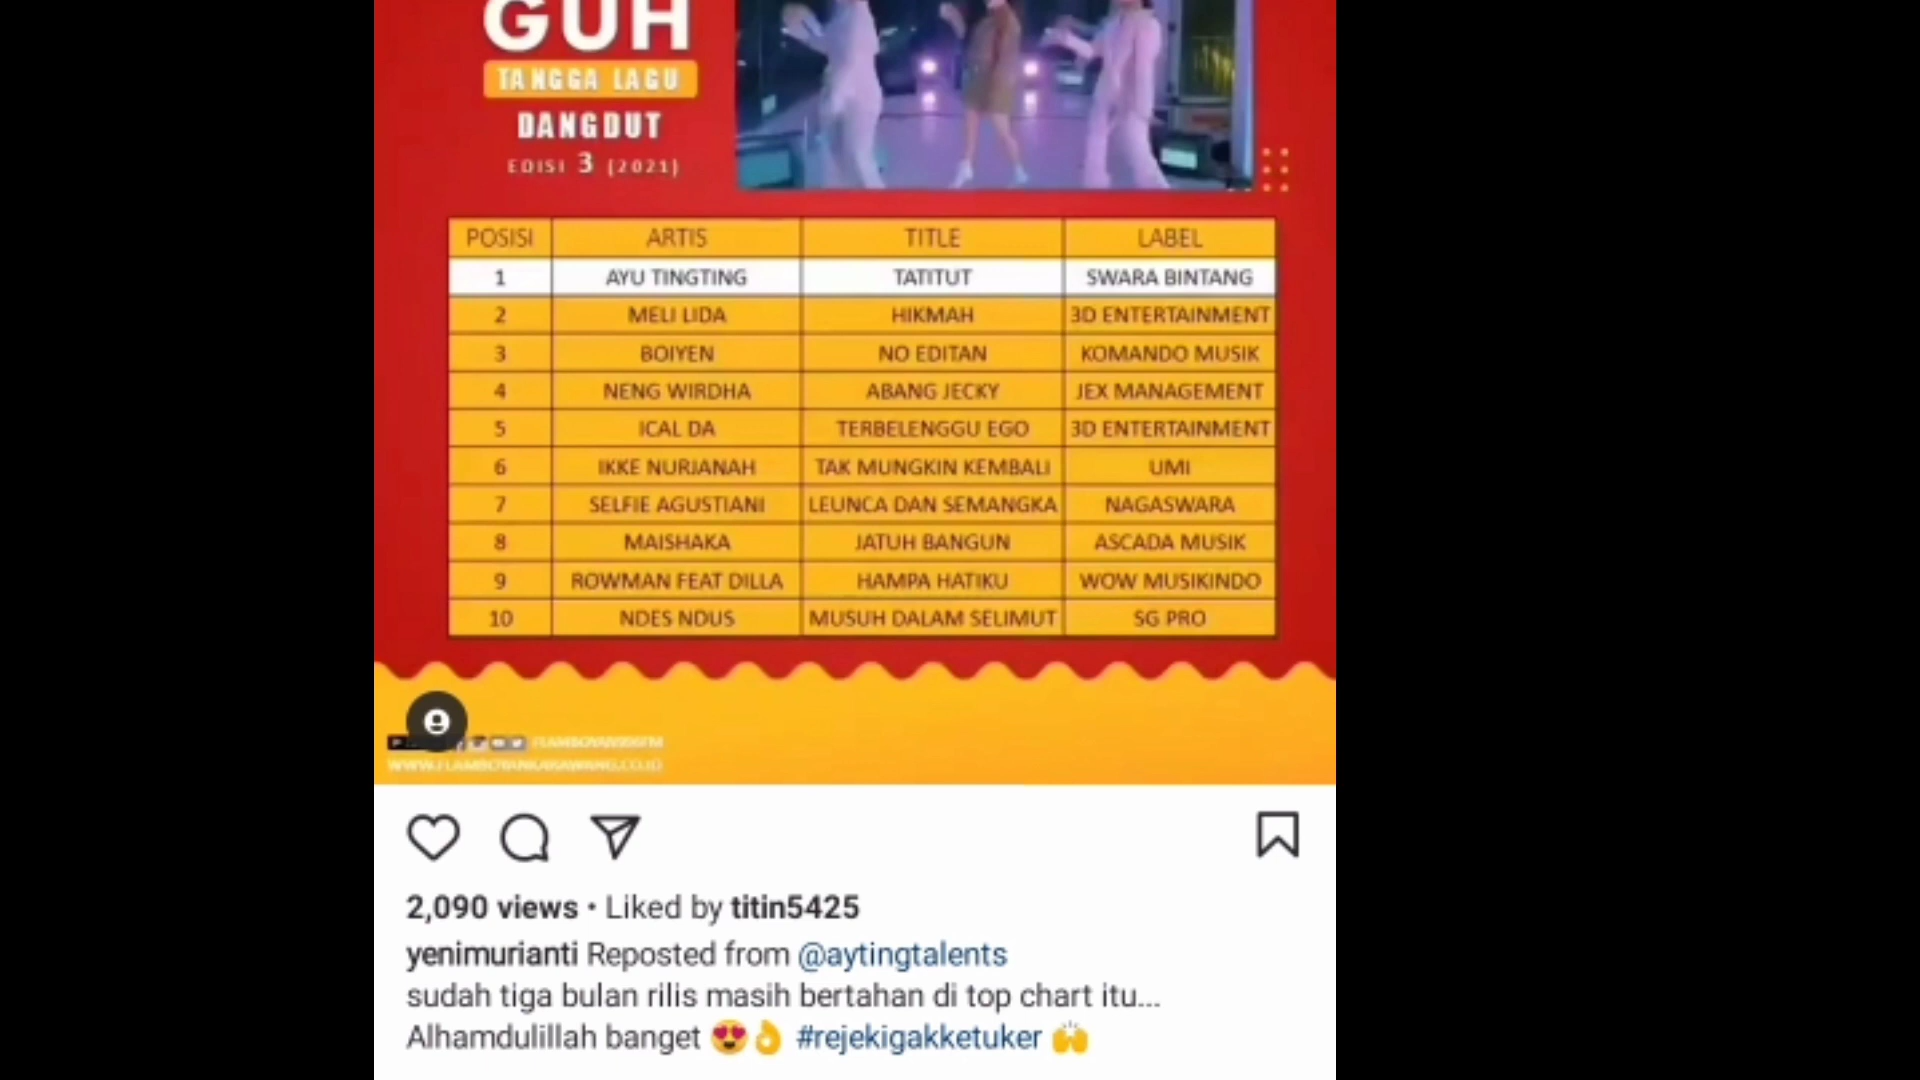 GUH
TANGGA LAGU
DANGDUT
EDISI 3 (2021)
POSISI ARTIS TITLE LABEL
1 AYU TINGTING TATITUT SWARA BINTANG
2 MELI LIDA HIKMAH 3D ENTERTAINMENT
3 BOIYEN NO EDITAN KOMANDO MUSIK
4 NENG WIRDHA ABANG JECKY JEX MANAGEMENT
5 ICAL DA TERBELENGGU EGO 3D ENTERTAINMENT
6 IKKE NURJANAH TAK MUNGKIN KEMBALI UMI
7 SELFIE AGUSTIANI LEUNCA DAN SEMANGKA NAGASWARA
8 MAISHAKA JATUH BANGUN ASCADA MUSIK
9 ROWMAN FEAT DILLA HAMPA HATIKU WOW MUSIKINDO
10 NDES NDUS MUSUH DALAM SELIMUT SG PRO
WWW.FLAMBOYANKARAWANG.CO.ID
2,090 views • Liked by titin5425
yenimurianti Reposted from @aytingtalents
sudah tiga bulan rilis masih bertahan di top chart itu...
Alhamdulillah banget 😍👌 #rejekigakketuker 🙌